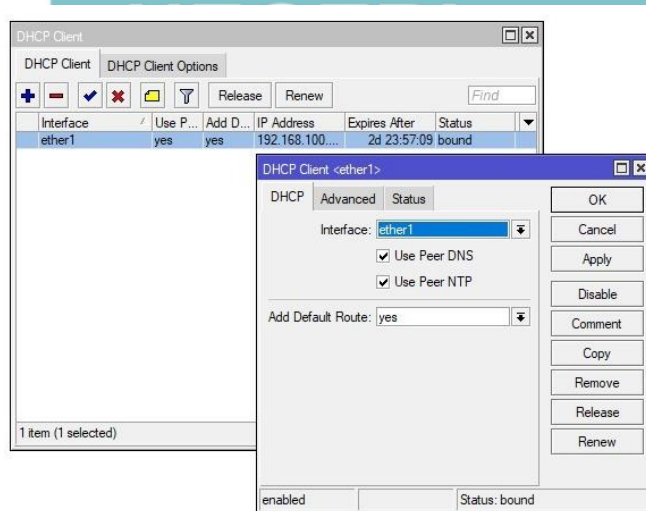 DHCP Client
DHCP Client DHCP Client Options
Release Renew Find
Interface Use P... Add D... IP Address Expires After Status
ether1 yes yes 192.168.100.... 2d 23:57:09 bound
DHCP Client <ether1>
DHCP Advanced Status
Interface: ether1
Use Peer DNS
Use Peer NTP
Add Default Route: yes
OK
Cancel
Apply
Disable
Comment
Copy
Remove
Release
Renew
1 item (1 selected)
enabled Status: bound